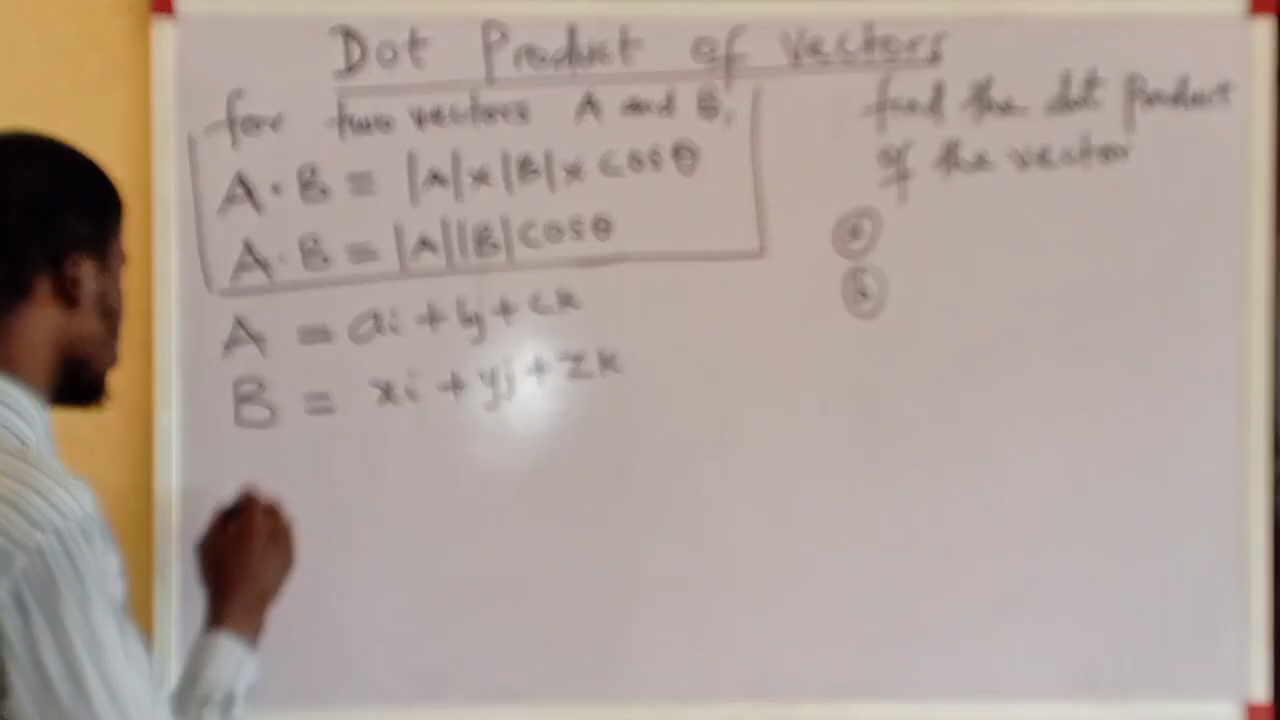 Dot Product of Vectors
for two vectors A and B,
A · B = |A| x |B| x cos θ
A · B = |A||B| cos θ
A = ai + bj + ck
B = xi + yj + zk
find the dot product
of the vector
(a)
(b)